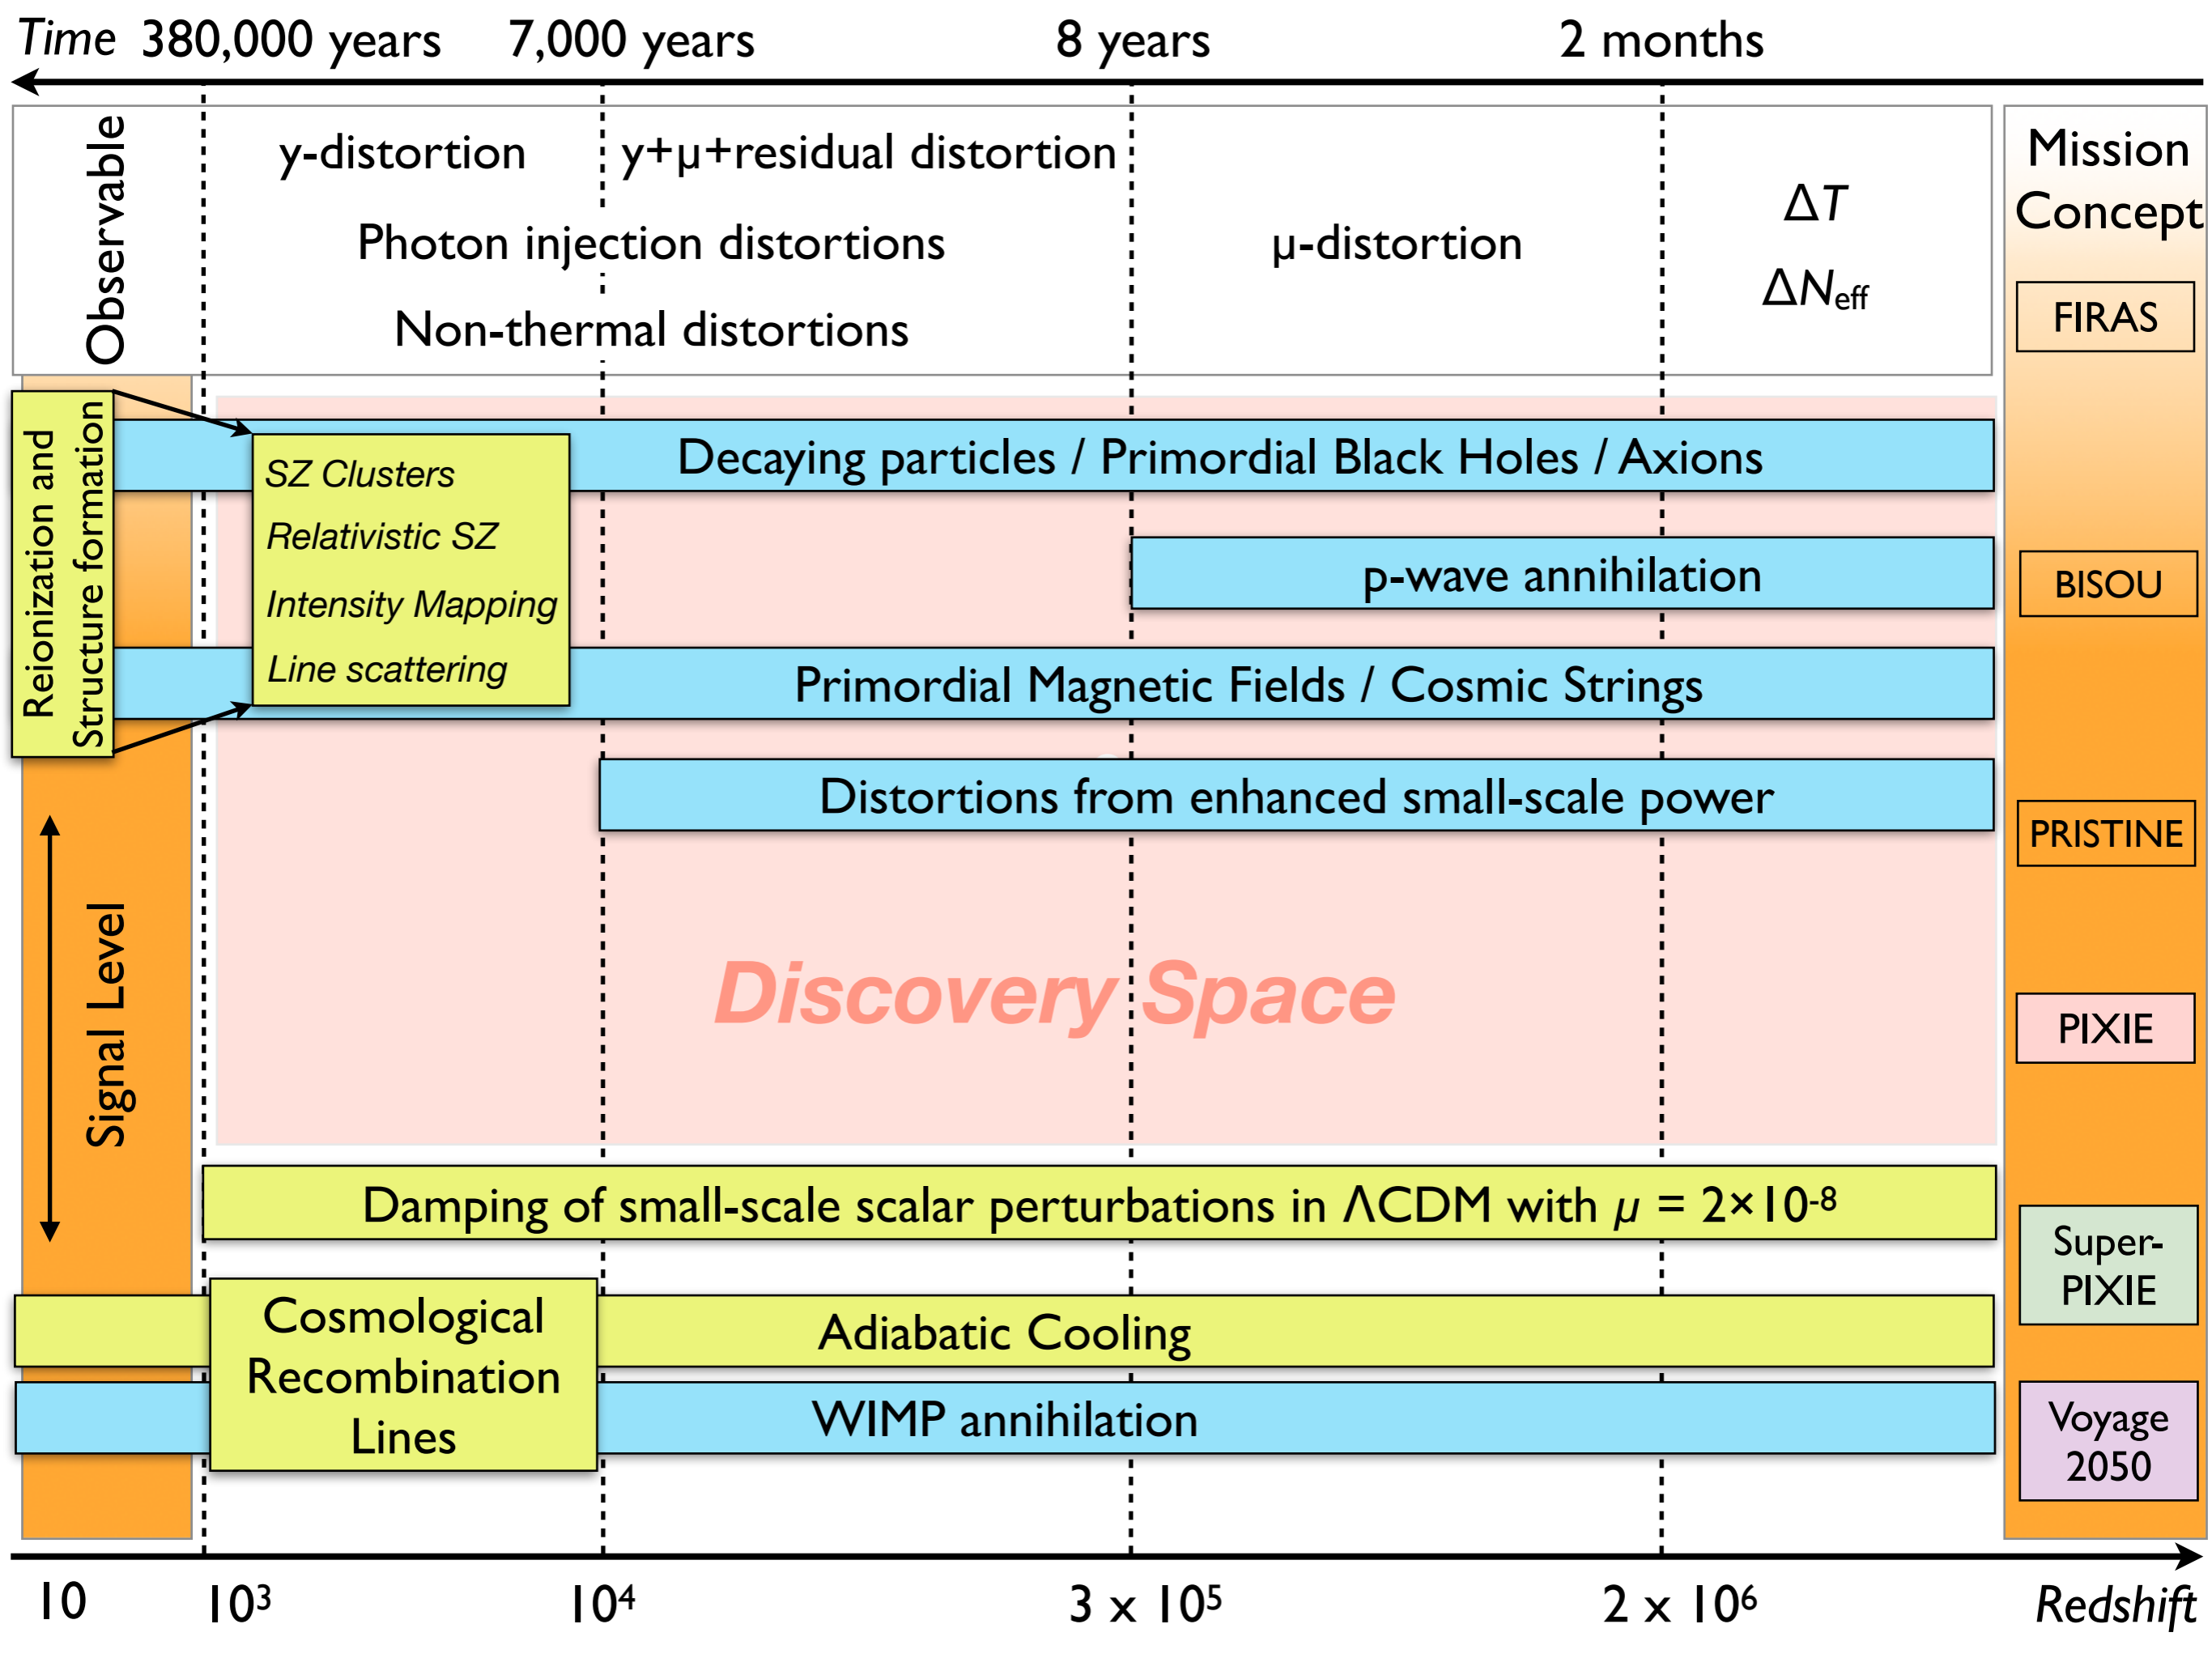 Time 380,000 years 7,000 years 8 years 2 months
Observable
y-distortion
y+μ+residual distortion
Photon injection distortions
Non-thermal distortions
μ-distortion
ΔT
ΔN_eff
Mission
Concept
FIRAS
BISOU
PRISTINE
PIXIE
Super-
PIXIE
Voyage
2050
Reionization and
Structure formation
SZ Clusters
Relativistic SZ
Intensity Mapping
Line scattering
Decaying particles / Primordial Black Holes / Axions
p-wave annihilation
Primordial Magnetic Fields / Cosmic Strings
Distortions from enhanced small-scale power
Signal Level
Discovery Space
Damping of small-scale scalar perturbations in ΛCDM with μ = 2×10⁻⁸
Cosmological
Recombination
Lines
Adiabatic Cooling
WIMP annihilation
10 10³ 10⁴ 3 x 10⁵ 2 x 10⁶ Redshift